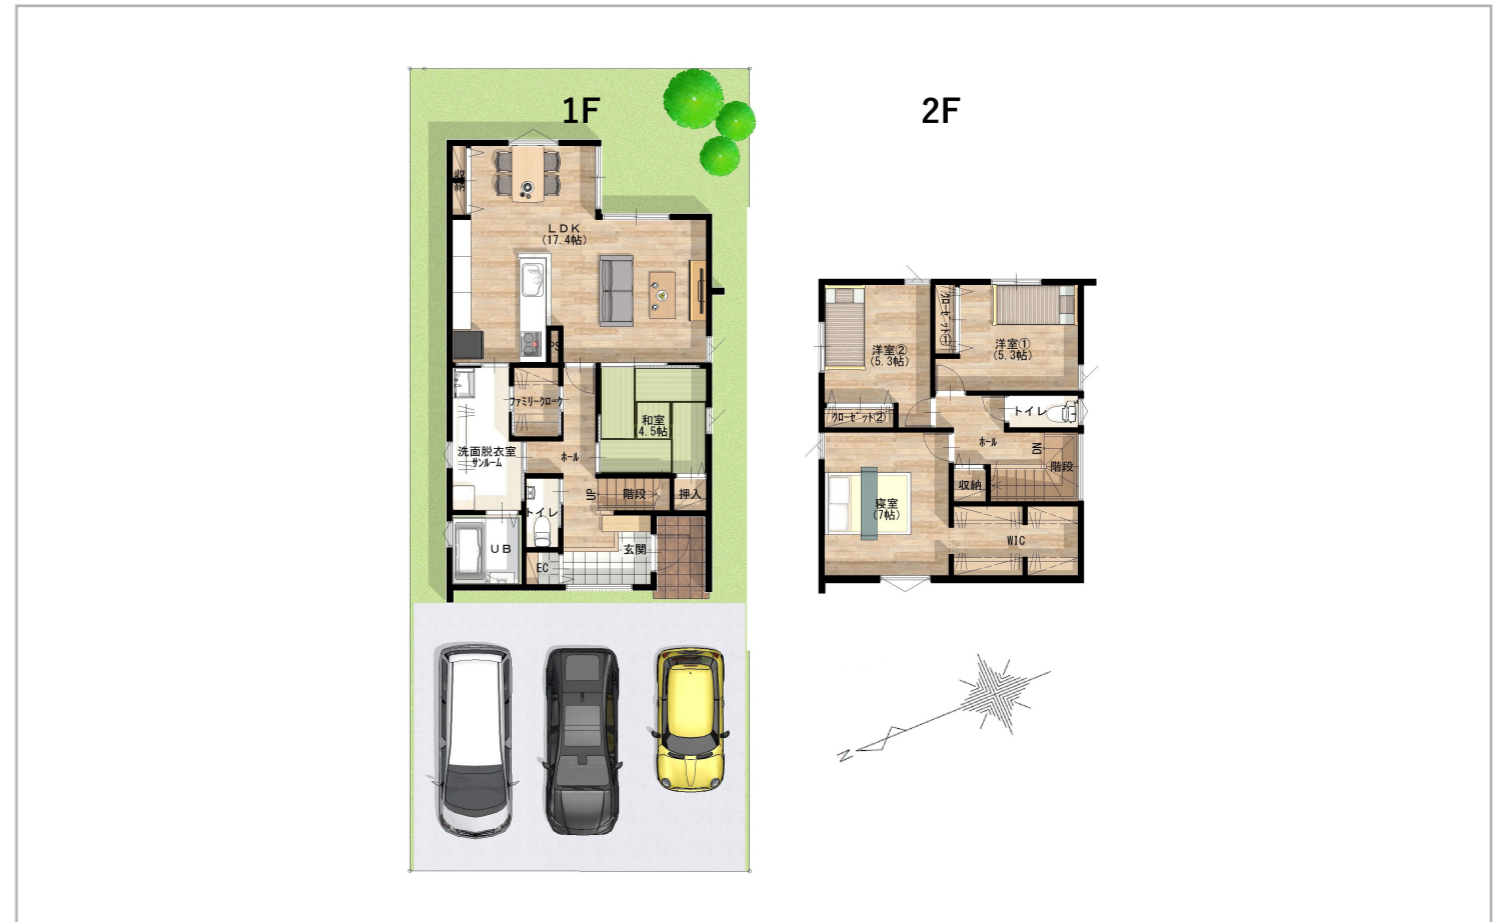 1F
収納
LDK
(17.4帖)
PS
ファミリークローク
和室
4.5帖
洗面脱衣室
サンルーム
ホール
UP
階段
押入
トイレ
UB
玄関
EC
2F
クローゼット①
洋室②
(5.3帖)
洋室①
(5.3帖)
クローゼット②
トイレ
ホール
DN
階段
収納
寝室
(7帖)
WIC
N